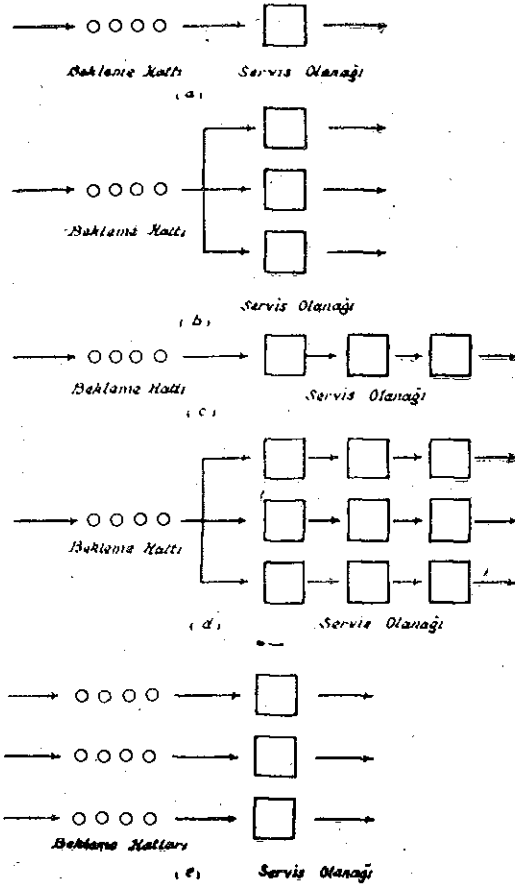 Bekleme Hattı Servis Olanağı
(a)
Bekleme Hattı
Servis Olanağı
(b)
Bekleme Hattı Servis Olanağı
(c)
Bekleme Hattı
(d) Servis Olanağı
Bekleme Hatları
(e) Servis Olanağı